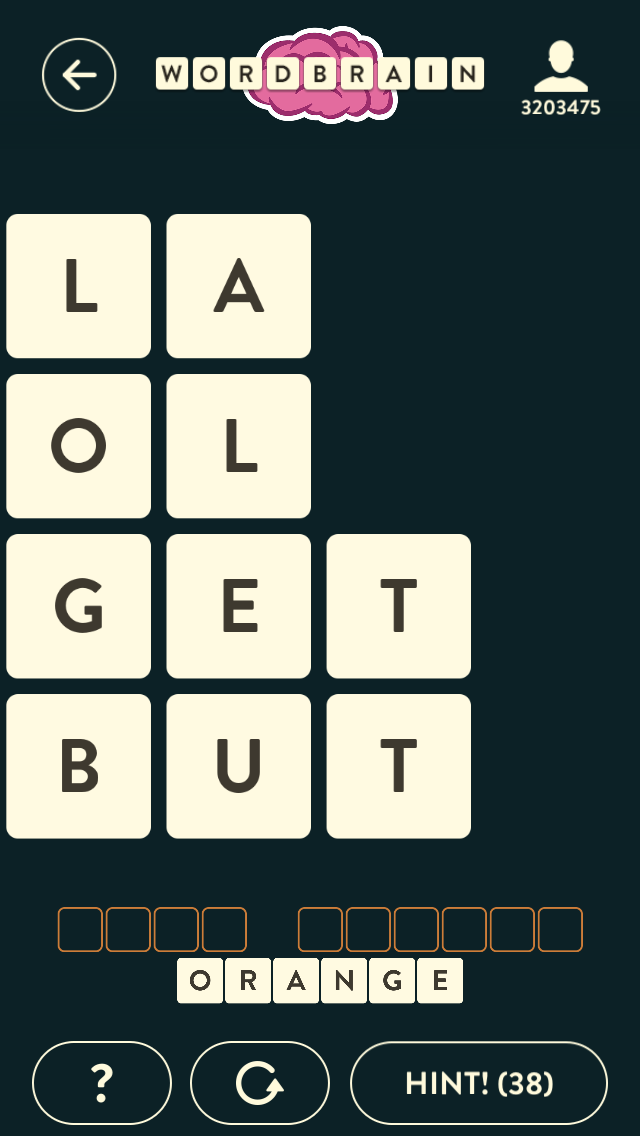 WORDBRAIN
3203475
L A
O L
G E T
B U T
ORANGE
? HINT! (38)